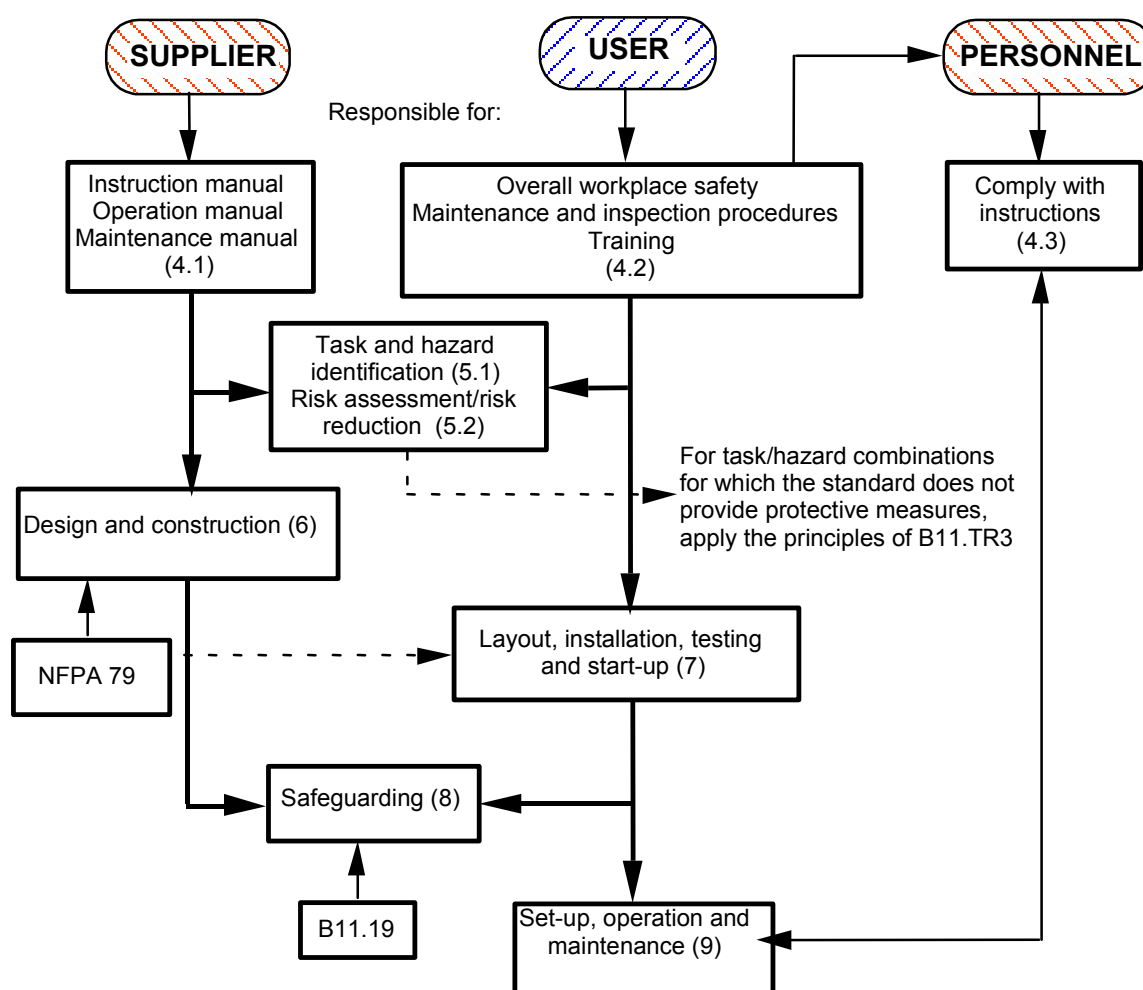 SUPPLIER
USER
PERSONNEL
Responsible for:
Instruction manual
Operation manual
Maintenance manual
(4.1)
Overall workplace safety
Maintenance and inspection procedures
Training
(4.2)
Comply with
instructions
(4.3)
Task and hazard
identification (5.1)
Risk assessment/risk
reduction (5.2)
For task/hazard combinations
for which the standard does not
provide protective measures,
apply the principles of B11.TR3
Design and construction (6)
NFPA 79
Layout, installation, testing
and start-up (7)
Safeguarding (8)
B11.19
Set-up, operation and
maintenance (9)